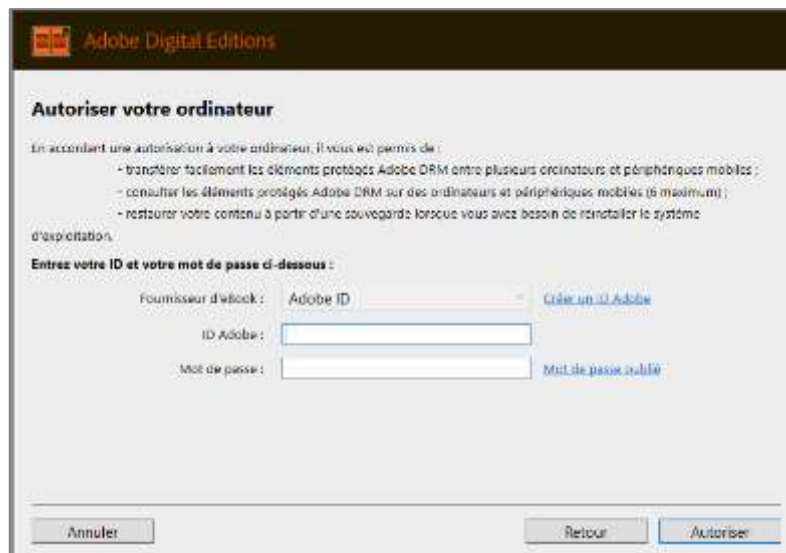 Adobe Digital Editions
Autoriser votre ordinateur
En accordant une autorisation à votre ordinateur, il vous est permis de :
- transférer facilement les éléments protégés Adobe DRM entre plusieurs ordinateurs et périphériques mobiles ;
- consulter les éléments protégés Adobe DRM sur des ordinateurs et périphériques mobiles (6 maximum) ;
- restaurer votre contenu à partir d'une sauvegarde lorsque vous avez besoin de réinstaller le système
d'exploitation.
Entrez votre ID et votre mot de passe ci-dessous :
Fournisseur d'eBook : Adobe ID Créer un ID Adobe
ID Adobe :
Mot de passe : Mot de passe oublié
Annuler Retour Autoriser